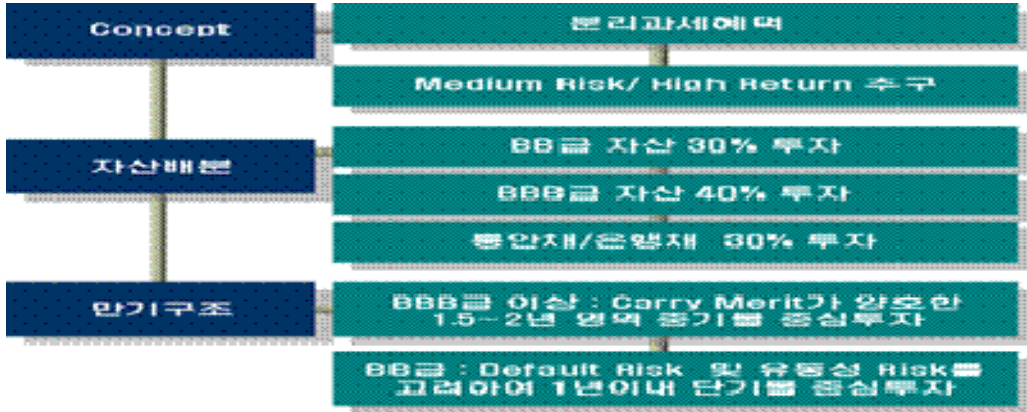 Concept
분리과세혜택
Medium Risk/ High Return 추구
자산배분
BB급 자산 30% 투자
BBB급 자산 40% 투자
통안채/은행채 30% 투자
만기구조
BBB급 이상 : Carry Merit가 양호한
1.5~2년 영역 중기물 중심투자
BB급 : Default Risk 및 유동성 Risk를
고려하여 1년이내 단기물 중심투자